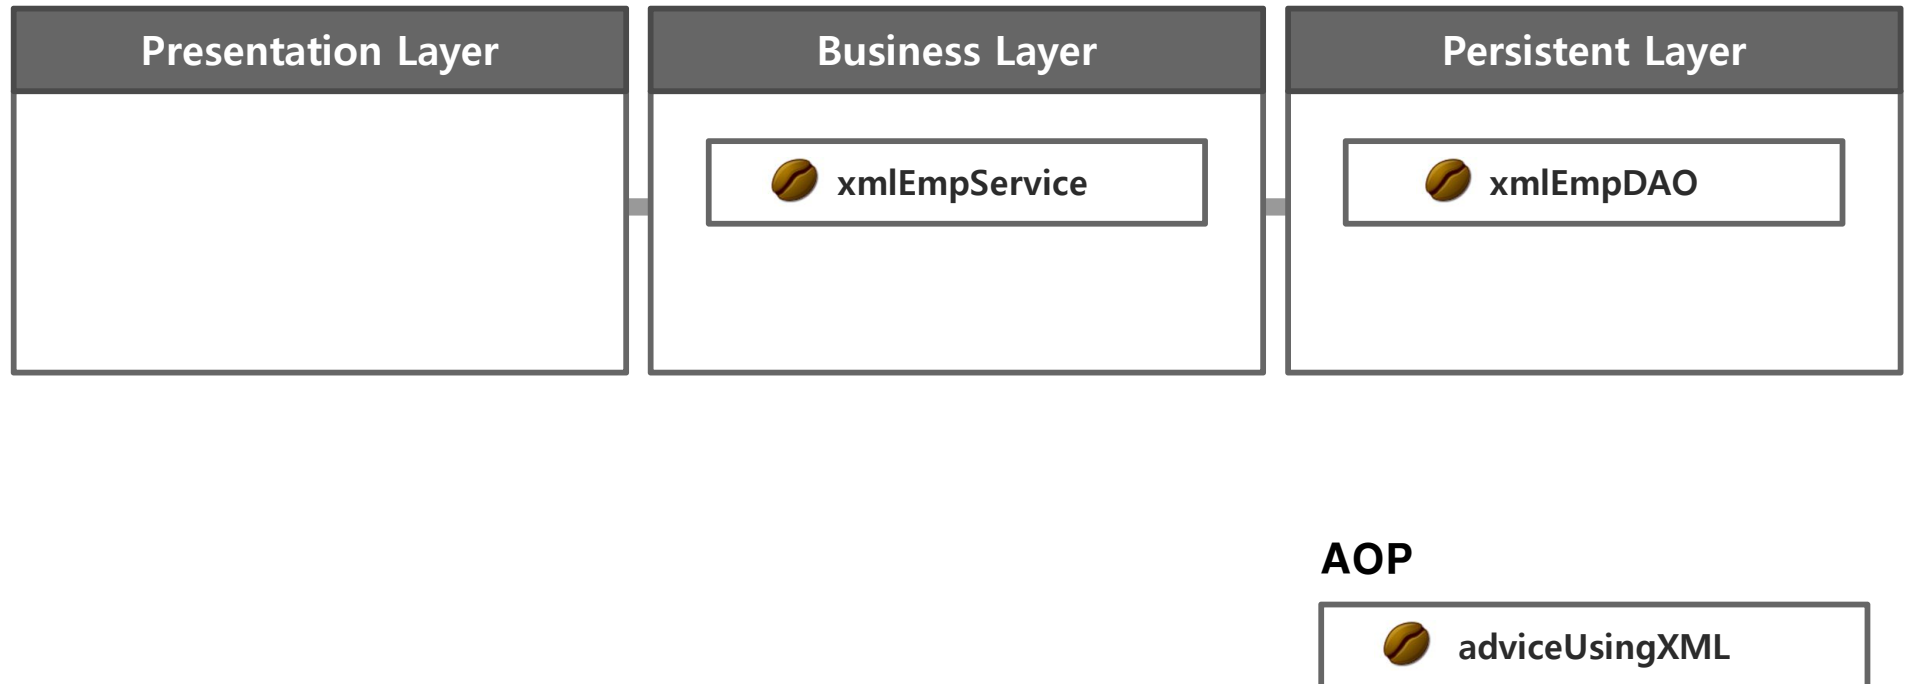 Presentation Layer
Business Layer
Persistent Layer
xmlEmpService
xmlEmpDAO
AOP
adviceUsingXML